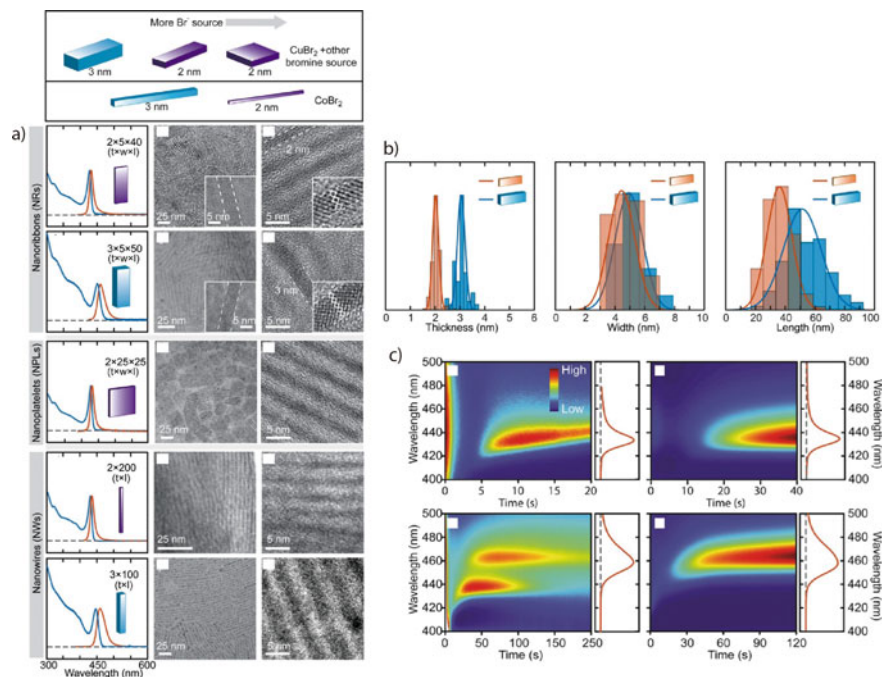 More Br⁻ source
CuBr₂ +other
bromine source
3 nm
2 nm
2 nm
3 nm
2 nm
CoBr₂
a)
Nanoribbons (NRs)
2×5×40
(t×w×l)
25 nm
5 nm
2 nm
5 nm
3×5×50
(t×w×l)
25 nm
5 nm
3 nm
5 nm
Nanoplatelets (NPLs)
2×25×25
(t×w×l)
25 nm
5 nm
Nanowires (NWs)
2×200
(t×l)
25 nm
5 nm
3×100
(t×l)
25 nm
5 nm
300 450 600
Wavelength (nm)
b)
0 1 2 3 4 5 6
Thickness (nm)
0 2 4 6 8 10
Width (nm)
0 20 40 60 80 100
Length (nm)
c)
Wavelength (nm)
500
480
460
440
420
400
High
Low
0 5 10 15 20
Time (s)
0 10 20 30 40
Time (s)
500
480
460
440
420
400
Wavelength (nm)
Wavelength (nm)
500
480
460
440
420
400
0 50 100 150 200 250
Time (s)
0 30 60 90 120
Time (s)
500
480
460
440
420
400
Wavelength (nm)